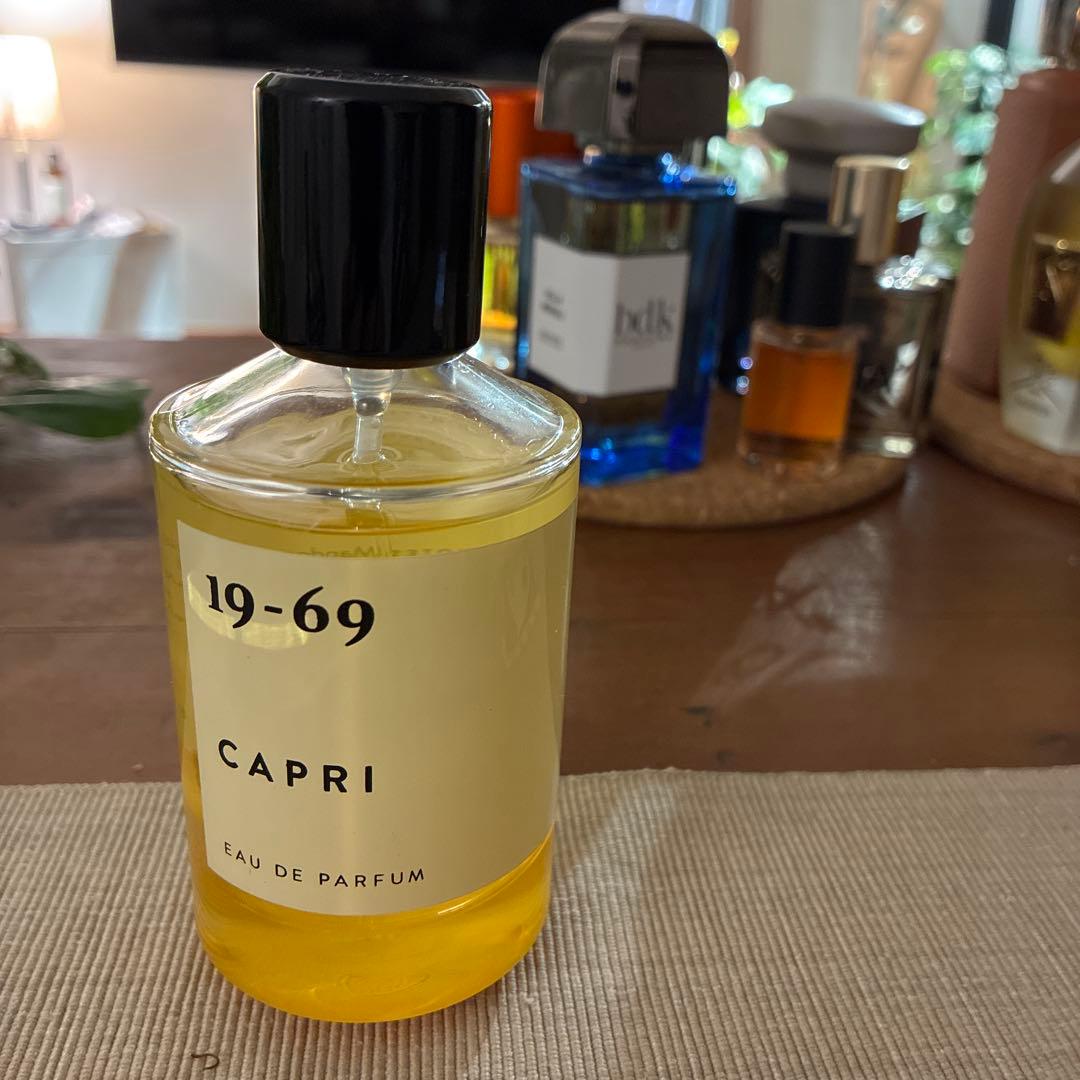 19-69
CAPRI
EAU DE PARFUM
bdk